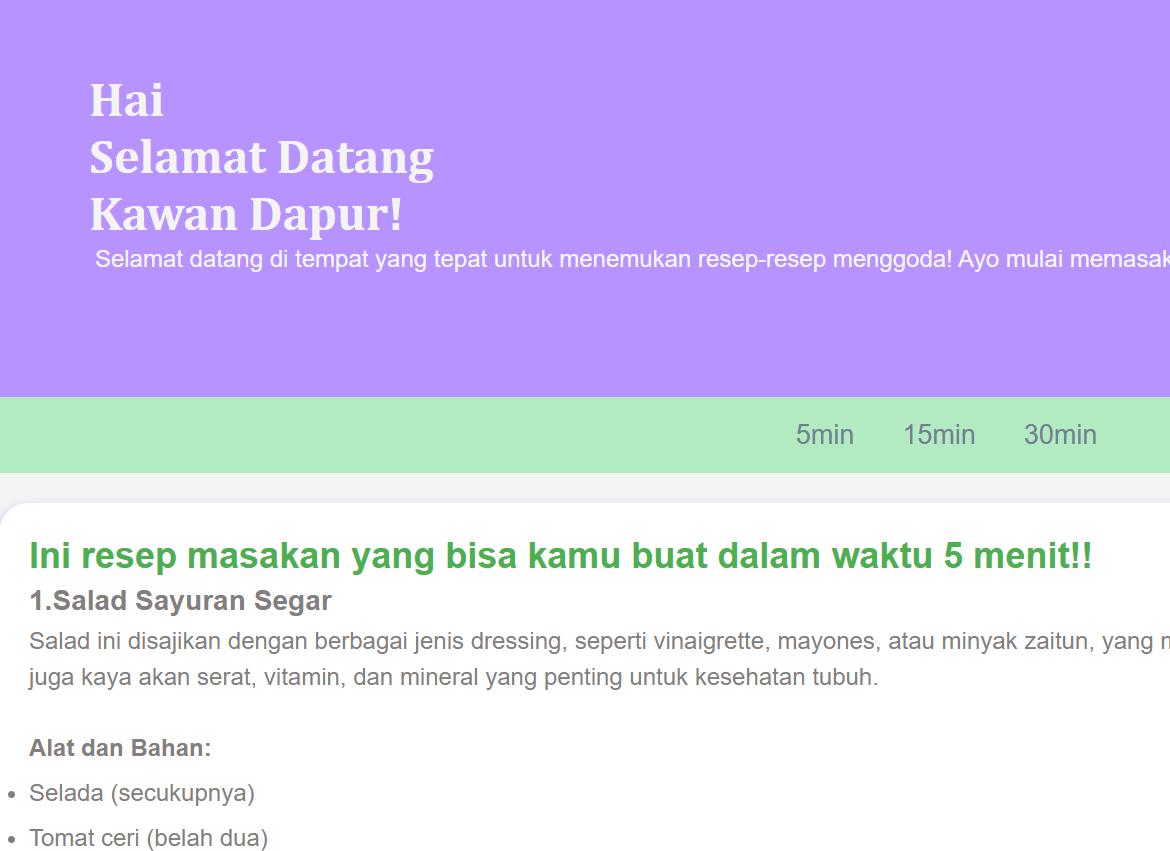 Hai
Selamat Datang
Kawan Dapur!
Selamat datang di tempat yang tepat untuk menemukan resep-resep menggoda! Ayo mulai memasak
5min 15min 30min
Ini resep masakan yang bisa kamu buat dalam waktu 5 menit!!
1.Salad Sayuran Segar
Salad ini disajikan dengan berbagai jenis dressing, seperti vinaigrette, mayones, atau minyak zaitun, yang
juga kaya akan serat, vitamin, dan mineral yang penting untuk kesehatan tubuh.
Alat dan Bahan:
• Selada (secukupnya)
• Tomat ceri (belah dua)